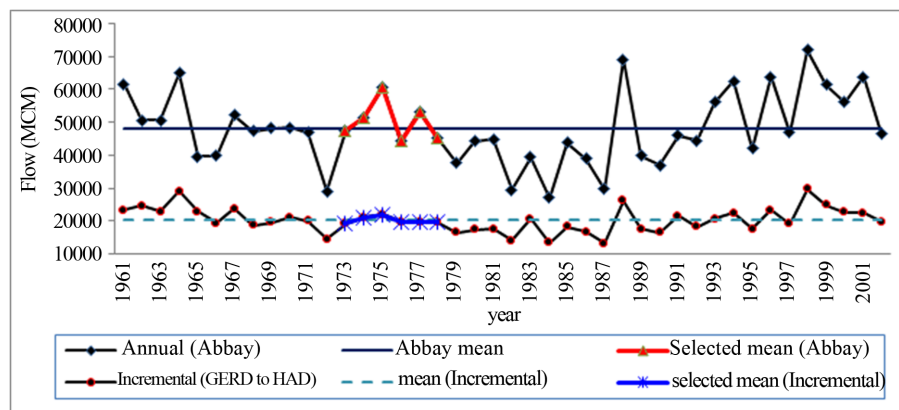 80000
70000
60000
50000
40000
30000
20000
10000
Flow (MCM)
1961 1963 1965 1967 1969 1971 1973 1975 1977 1979 1981 1983 1985 1987 1989 1991 1993 1995 1997 1999 2001
year
Annual (Abbay) Abbay mean Selected mean (Abbay)
Incremental (GERD to HAD) mean (Incremental) selected mean (Incremental)